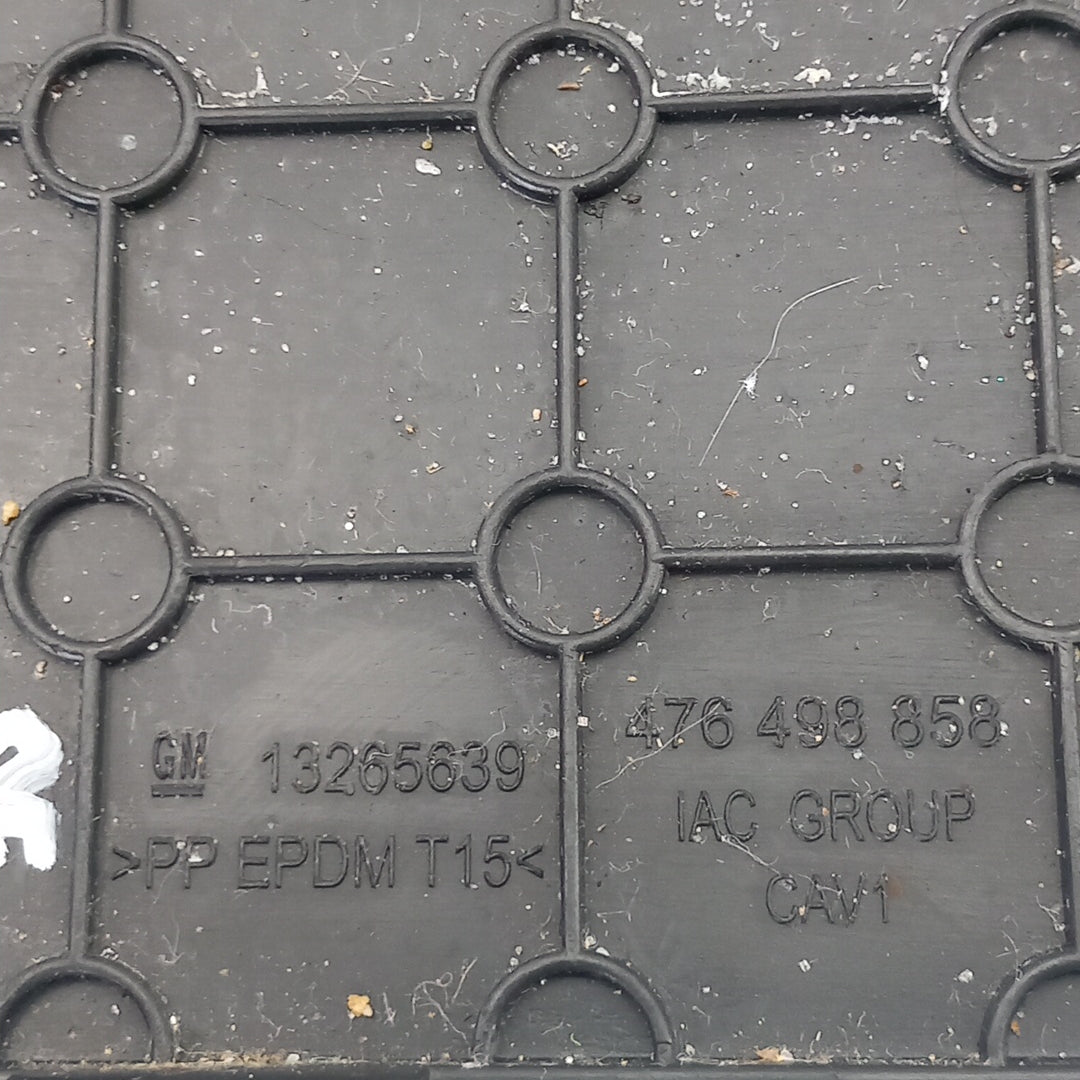 GM 13265639
>PP EPDM T15<
476 498 858
IAC GROUP
CAV1
R